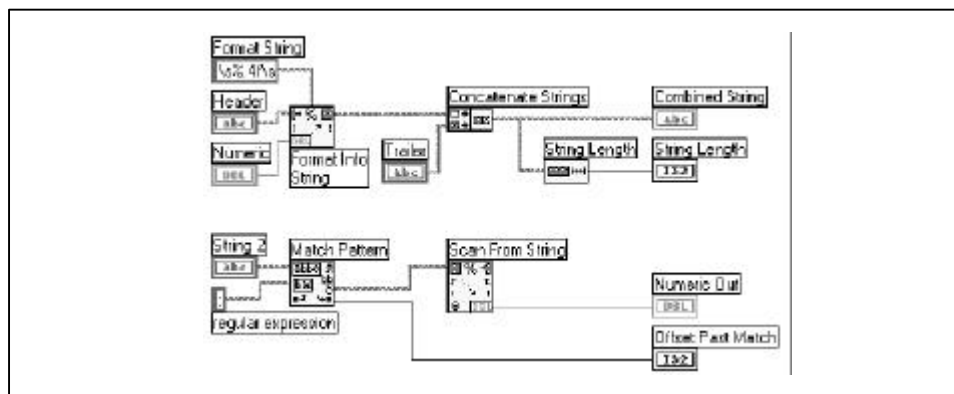 Format String
Header
abc
Numeric
DBL
Format Into
String
Concatenate Strings
Trailer
abc
String Length
Combined String
abc
String Length
I32
String 2
abc
Match Pattern
regular expression
Scan From String
Numeric Out
DBL
Offset Past Match
I32